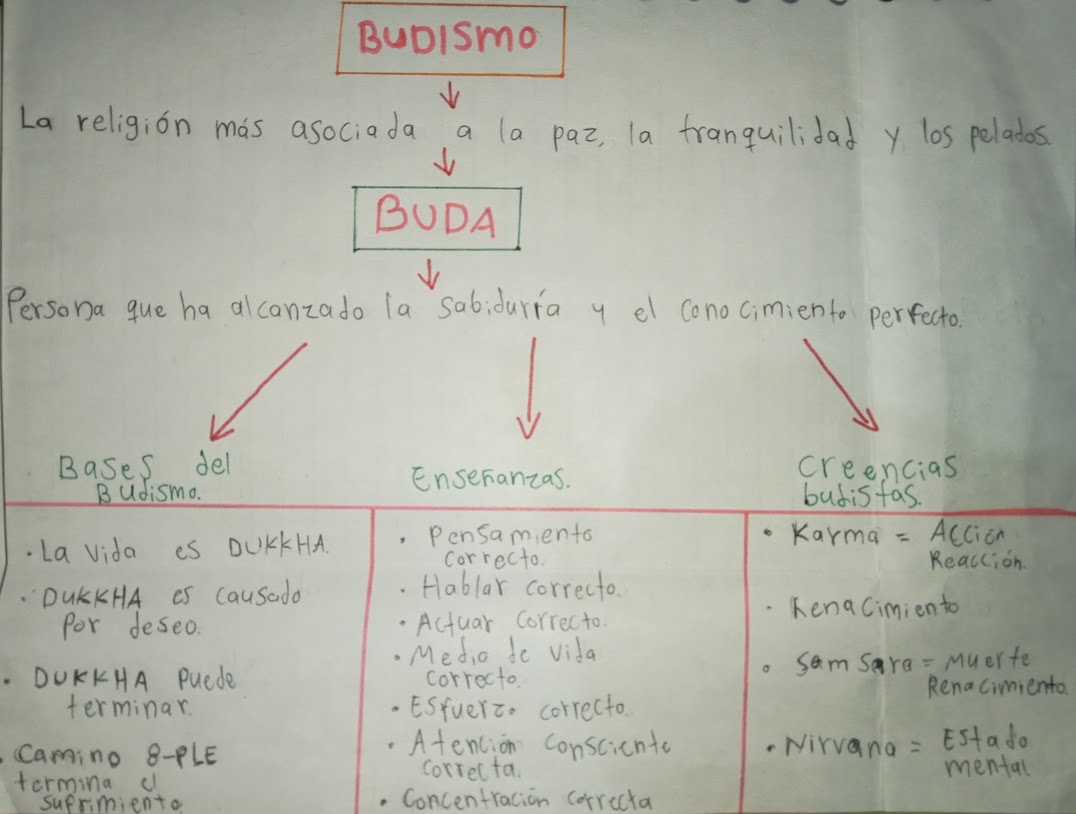 BUDISMO
La religión más asociada a la paz, la tranquilidad y los pelados.
BUDA
Persona que ha alcanzado la sabiduría y el conocimiento perfecto.
Bases del
Budismo.
• La vida es DUKKHA.
• DUKKHA es causado
por deseo.
• DUKKHA puede
terminar.
• Camino 8-PLE
termina el
suprimiento
Enseñanzas.
• Pensamiento
correcto.
• Hablar correcto.
• Actuar correcto.
• Medio de vida
correcto.
• Esfuerzo correcto.
• Atención consciente
correcta.
• Concentración correcta
Creencias
budistas.
• Karma = Acción
Reacción.
• Renacimiento
• Samsara = Muerte
Renacimiento.
• Nirvana = Estado
mental